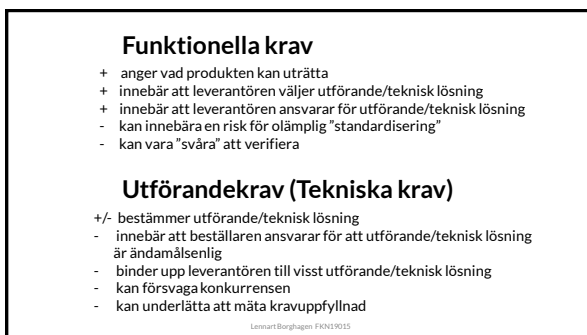 Funktionella krav
+ anger vad produkten kan uträtta
+ innebär att leverantören väljer utförande/teknisk lösning
+ innebär att leverantören ansvarar för utförande/teknisk lösning
- kan innebära en risk för olämplig ”standardisering”
- kan vara ”svåra” att verifiera
Utförandekrav (Tekniska krav)
+/- bestämmer utförande/teknisk lösning
- innebär att beställaren ansvarar för att utförande/teknisk lösning
är ändamålsenlig
- binder upp leverantören till visst utförande/teknisk lösning
- kan försvaga konkurrensen
- kan underlätta att mäta kravuppfyllnad
Lennart Borghagen FKN19015